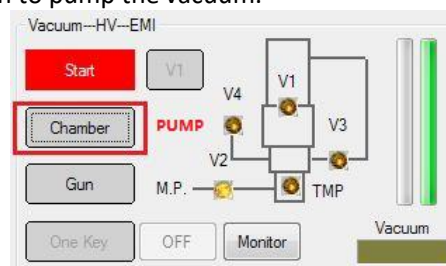 to pump the vacuum.
Vacuum---HV---EMI
Start V1
V4 V1
Chamber PUMP V3
V2
Gun M.P. TMP
One Key OFF Monitor Vacuum